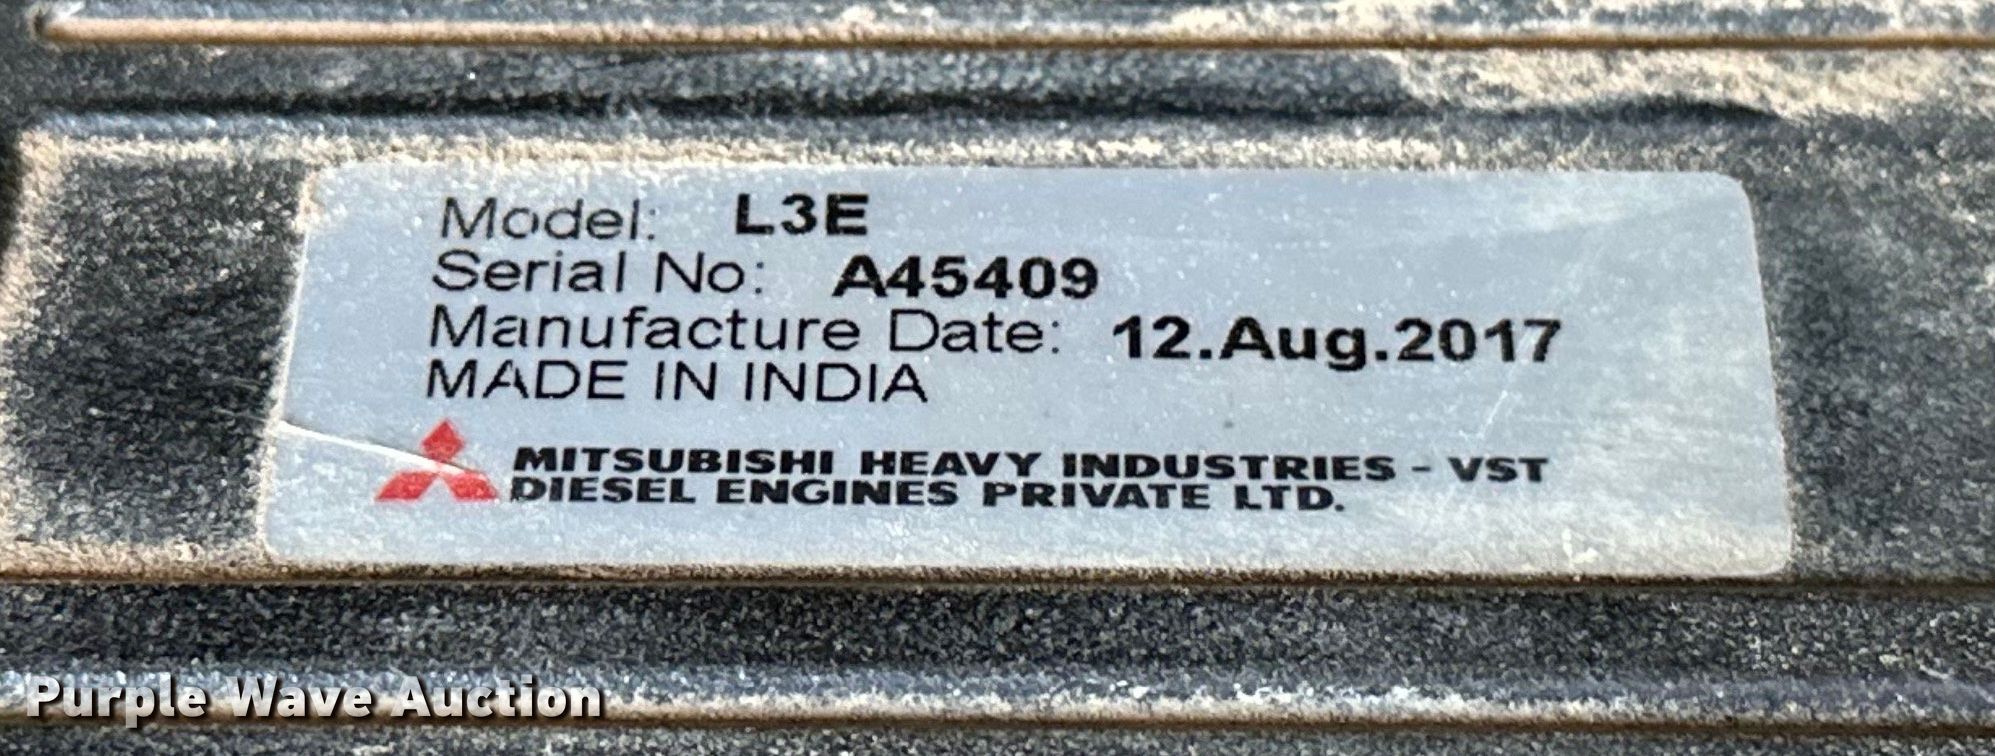 Model: L3E
Serial No: A45409
Manufacture Date: 12.Aug.2017
MADE IN INDIA
MITSUBISHI HEAVY INDUSTRIES - VST
DIESEL ENGINES PRIVATE LTD.
Purple Wave Auction